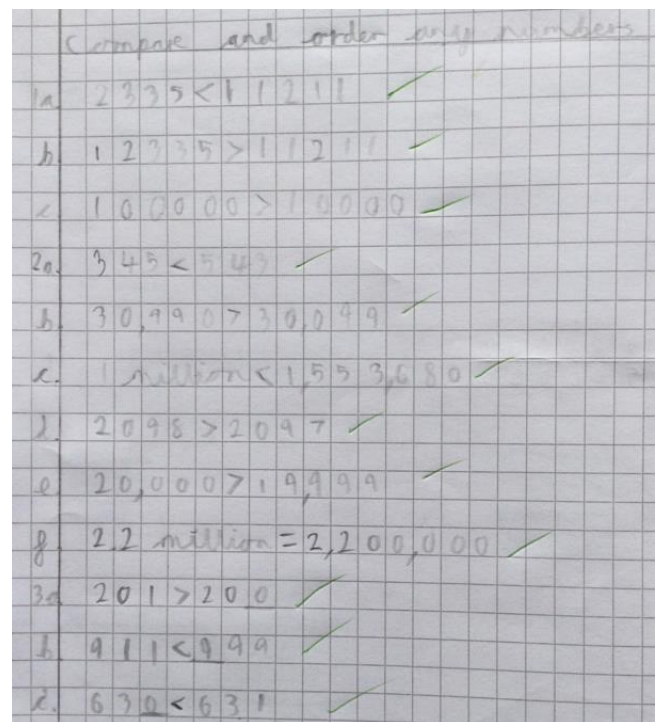 Compare and order any numbers
1a 2335<11211
b 12335>11211
c 100000>10000
2a. 345<543
b 30,990>30,099
c. 1 million<1,553,680
d. 2098>2097
e 20,000>19,999
g 22 million=2,200,000
3a 201>200
b 911<999
c. 630<631